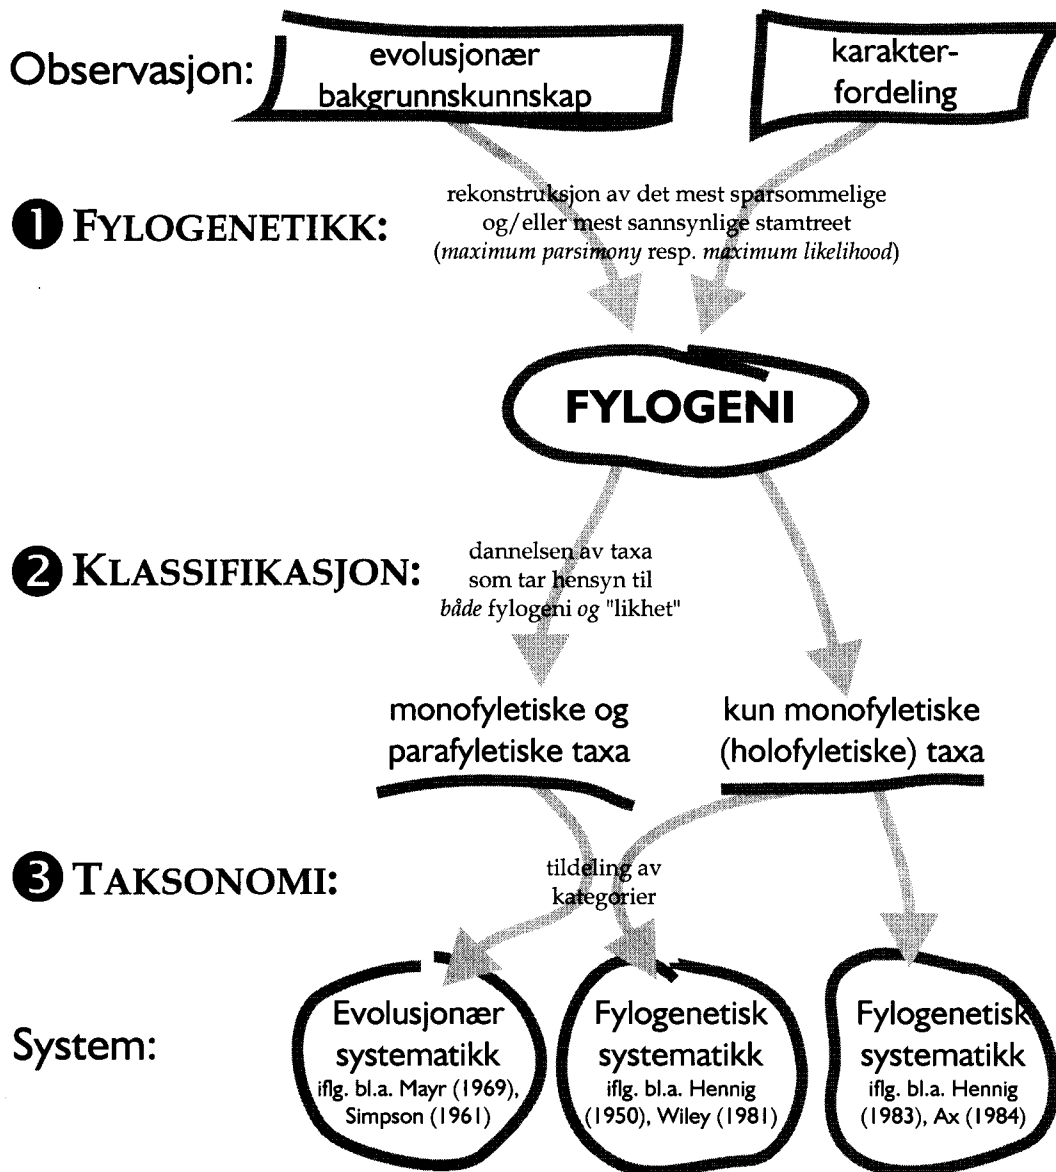 Observasjon:
evolusjonær
bakgrunnskunnskap
karakter-
fordeling
❶ FYLOGENETIKK:
rekonstruksjon av det mest sparsommelige
og/eller mest sannsynlige stamtreet
(maximum parsimony resp. maximum likelihood)
FYLOGENI
❷ KLASSIFIKASJON:
dannelsen av taxa
som tar hensyn til
både fylogeni og "likhet"
monofyletiske og
parafyletiske taxa
kun monofyletiske
(holofyletiske) taxa
❸ TAKSONOMI:
tildeling av
kategorier
System:
Evolusjonær
systematikk
iflg. bl.a. Mayr (1969),
Simpson (1961)
Fylogenetisk
systematikk
iflg. bl.a. Hennig
(1950), Wiley (1981)
Fylogenetisk
systematikk
iflg. bl.a. Hennig
(1983), Ax (1984)